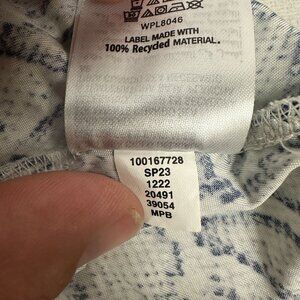 WPL8046
LABEL MADE WITH
100% Recycled MATERIAL.
100167728
SP23
1222
20491
39054
MPB